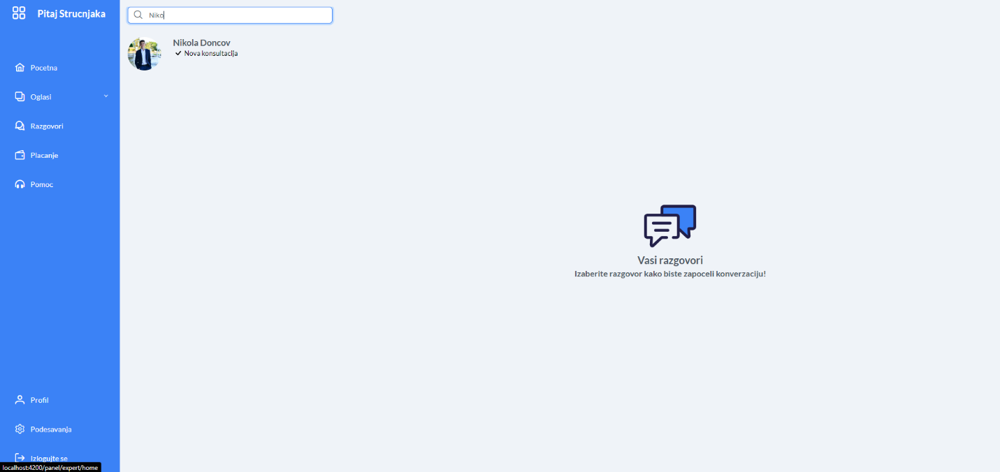 Pitaj Strucnjaka
Niko
Nikola Doncov
Nova konsultacija
Pocetna
Oglasi
Razgovori
Placanje
Pomoc
Vasi razgovori
Izaberite razgovor kako biste zapoceli konverzaciju!
Profil
Podesavanja
Izlogujte se
localhost:4200/panel/expert/home